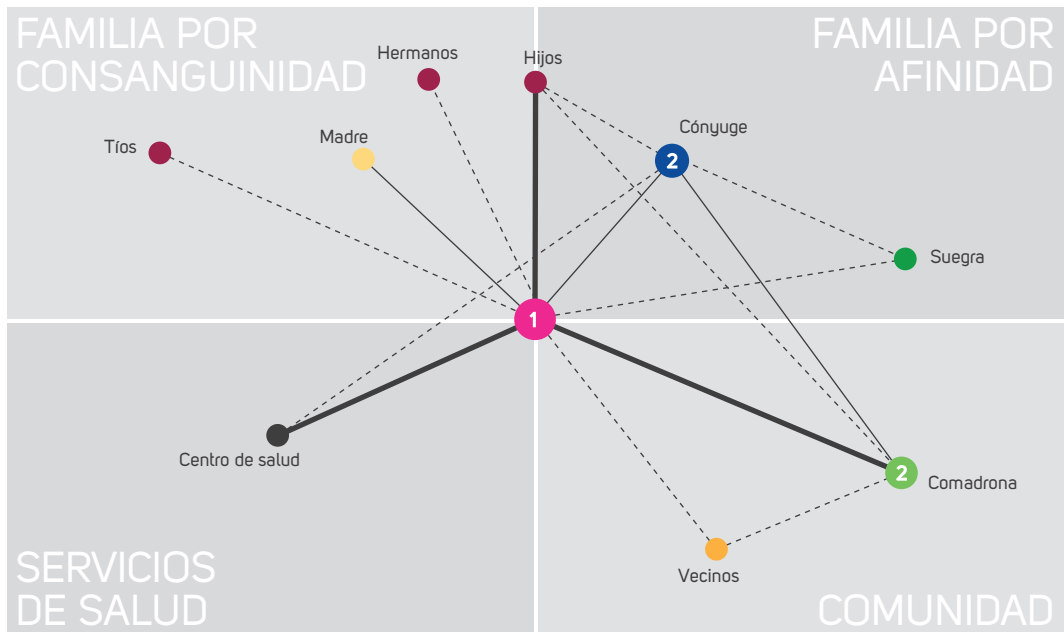 FAMILIA POR
CONSANGUINIDAD
FAMILIA POR
AFINIDAD
Hermanos
Hijos
Tíos
Madre
Cónyuge
2
Suegra
1
Centro de salud
2
Comadrona
Vecinos
SERVICIOS
DE SALUD
COMUNIDAD